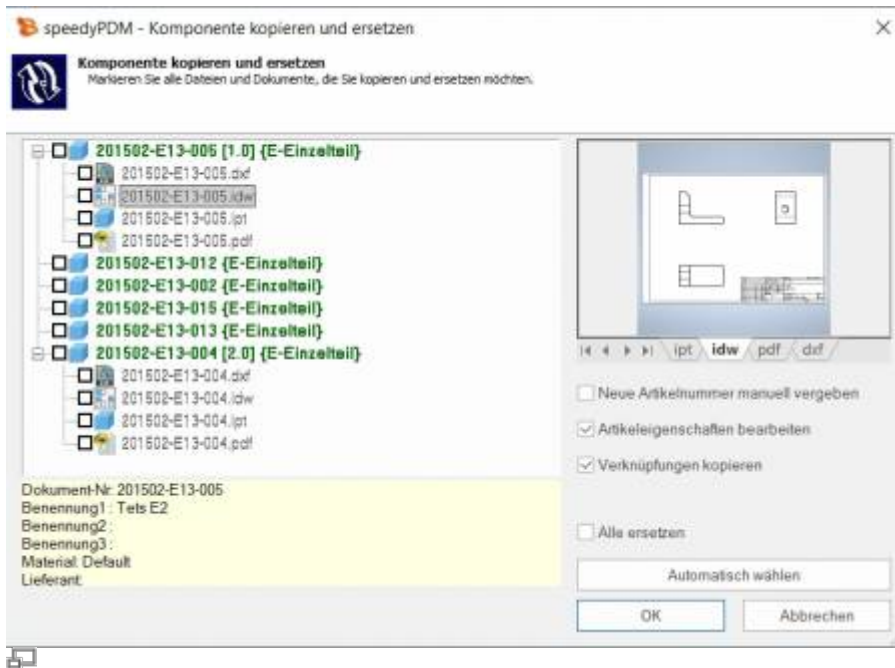 speedyPDM - Komponente kopieren und ersetzen
Komponente kopieren und ersetzen
Markieren Sie alle Dateien und Dokumente, die Sie kopieren und ersetzen möchten.
201502-E13-005 [1.0] {E-Einzelteil}
201502-E13-005.dxf
201502-E13-005.idw
201502-E13-005.ipt
201502-E13-005.pdf
201502-E13-012 {E-Einzelteil}
201502-E13-002 {E-Einzelteil}
201502-E13-015 {E-Einzelteil}
201502-E13-013 {E-Einzelteil}
201502-E13-004 [2.0] {E-Einzelteil}
201502-E13-004.dxf
201502-E13-004.idw
201502-E13-004.ipt
201502-E13-004.pdf
Dokument-Nr: 201502-E13-005
Benennung1 : Tets E2
Benennung2 :
Benennung3 :
Material: Default
Lieferant:
ipt idw pdf dxf
Neue Artikelnummer manuell vergeben
Artikeleigenschaften bearbeiten
Verknüpfungen kopieren
Alle ersetzen
Automatisch wählen
OK Abbrechen